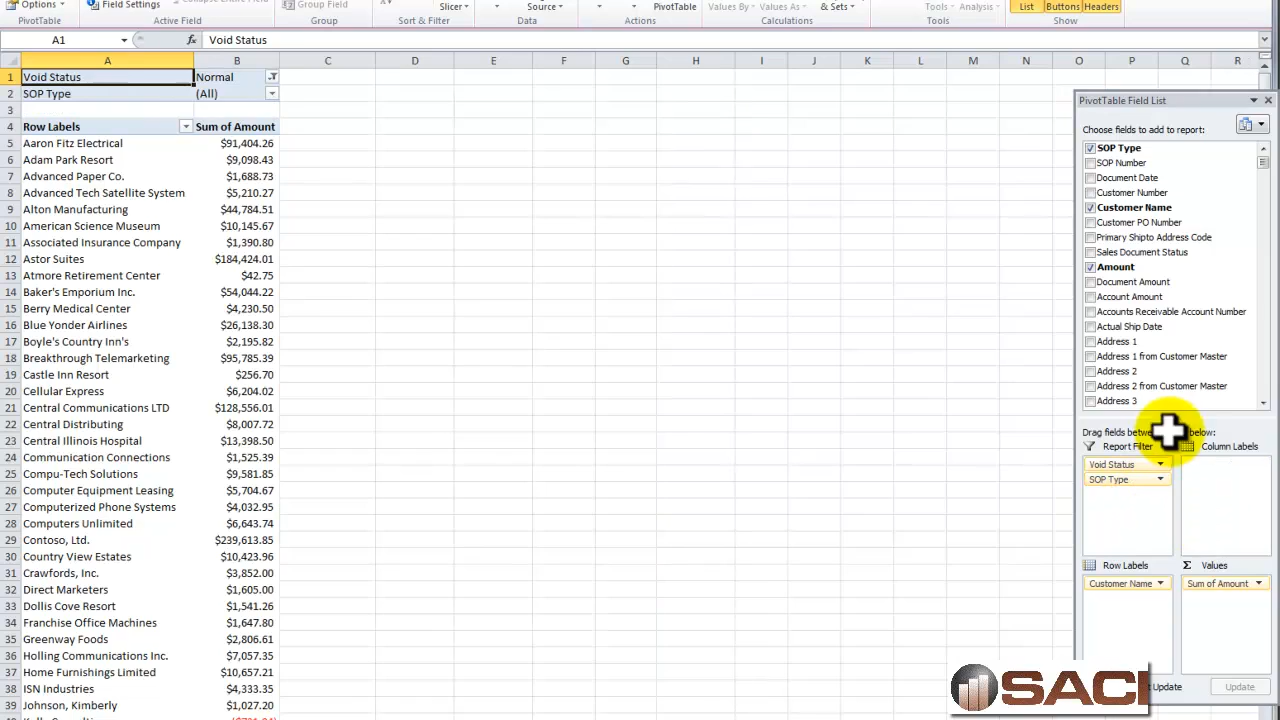 Options Field Settings Collapse Entire Field Group Field Slicer Source PivotTable Values By Values As & Sets Tools Analysis List Buttons Headers
PivotTable Active Field Group Sort & Filter Data Actions Calculations Tools Show
A1 fx Void Status
A B C D E F G H I J K L M N O P Q R
1 Void Status Normal
2 SOP Type (All)
3
4 Row Labels Sum of Amount
5 Aaron Fitz Electrical $91,404.26
6 Adam Park Resort $9,098.43
7 Advanced Paper Co. $1,688.73
8 Advanced Tech Satellite System $5,210.27
9 Alton Manufacturing $44,784.51
10 American Science Museum $10,145.67
11 Associated Insurance Company $1,390.80
12 Astor Suites $184,424.01
13 Atmore Retirement Center $42.75
14 Baker's Emporium Inc. $54,044.22
15 Berry Medical Center $4,230.50
16 Blue Yonder Airlines $26,138.30
17 Boyle's Country Inn's $2,195.82
18 Breakthrough Telemarketing $95,785.39
19 Castle Inn Resort $256.70
20 Cellular Express $6,204.02
21 Central Communications LTD $128,556.01
22 Central Distributing $8,007.72
23 Central Illinois Hospital $13,398.50
24 Communication Connections $1,525.39
25 Compu-Tech Solutions $9,581.85
26 Computer Equipment Leasing $5,704.67
27 Computerized Phone Systems $4,032.95
28 Computers Unlimited $6,643.74
29 Contoso, Ltd. $239,613.85
30 Country View Estates $10,423.96
31 Crawfords, Inc. $3,852.00
32 Direct Marketers $1,605.00
33 Dollis Cove Resort $1,541.26
34 Franchise Office Machines $1,647.80
35 Greenway Foods $2,806.61
36 Holling Communications Inc. $7,057.35
37 Home Furnishings Limited $10,657.21
38 ISN Industries $4,333.35
39 Johnson, Kimberly $1,027.20
PivotTable Field List
Choose fields to add to report:
SOP Type
SOP Number
Document Date
Customer Number
Customer Name
Customer PO Number
Primary Shipto Address Code
Sales Document Status
Amount
Document Amount
Account Amount
Accounts Receivable Account Number
Actual Ship Date
Address 1
Address 1 from Customer Master
Address 2
Address 2 from Customer Master
Address 3
Drag fields below:
Report Filter Column Labels
Void Status
SOP Type
Row Labels Σ Values
Customer Name Sum of Amount
SACI
Update Update